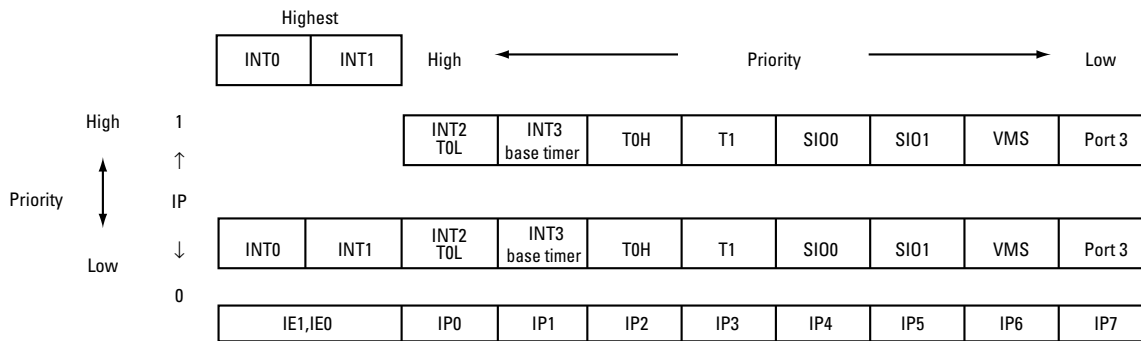 Highest
INT0 INT1 High Priority Low
High 1 INT2 T0L INT3 base timer T0H T1 SIO0 SIO1 VMS Port 3
↑
Priority IP
Low ↓ INT0 INT1 INT2 T0L INT3 base timer T0H T1 SIO0 SIO1 VMS Port 3
0
IE1,IE0 IP0 IP1 IP2 IP3 IP4 IP5 IP6 IP7